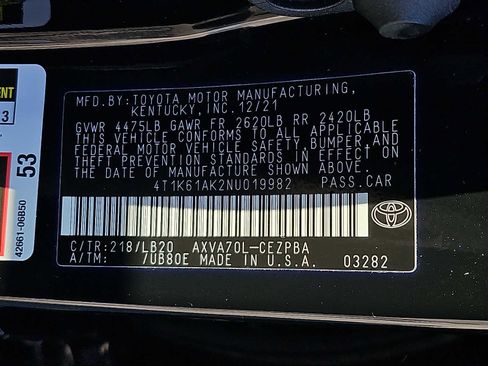 MFD.BY:TOYOTA MOTOR MANUFACTURING,
KENTUCKY,INC.12/21
GVWR 4475LB GAWR FR 2620LB RR 2420LB
THIS VEHICLE CONFORMS TO ALL APPLICABLE
FEDERAL MOTOR VEHICLE SAFETY,BUMPER,AND
THEFT PREVENTION STANDARDS IN EFFECT ON
THE DATE OF MANUFACTURE SHOWN ABOVE.
4T1K61AK2NU019982 PASS.CAR
C/TR:218/LB20 AXVA70L-CEZPBA
A/TM: /UB80E MADE IN U.S.A. 03282
53
42661-06B50